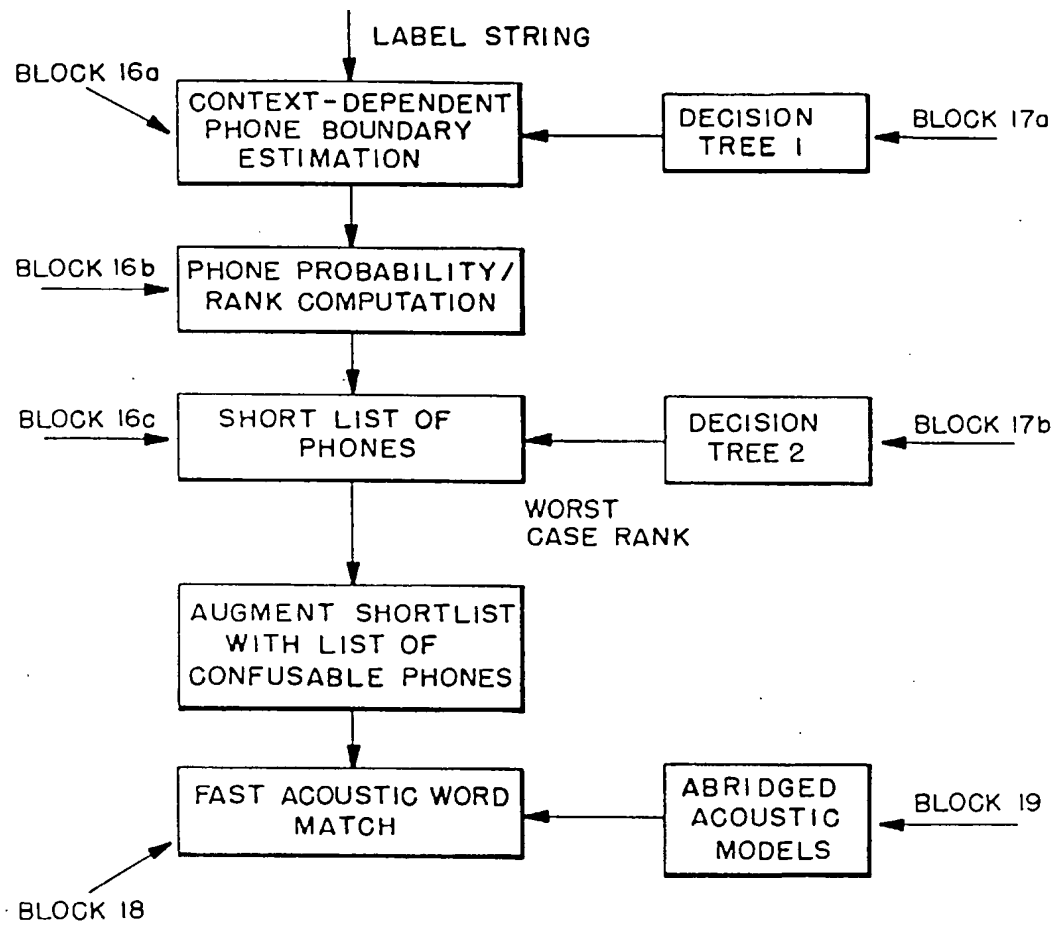 LABEL STRING
BLOCK 16a
CONTEXT-DEPENDENT
PHONE BOUNDARY
ESTIMATION
DECISION
TREE 1
BLOCK 17a
BLOCK 16b
PHONE PROBABILITY/
RANK COMPUTATION
BLOCK 16c
SHORT LIST OF
PHONES
DECISION
TREE 2
BLOCK 17b
WORST
CASE RANK
AUGMENT SHORTLIST
WITH LIST OF
CONFUSABLE PHONES
FAST ACOUSTIC WORD
MATCH
ABRIDGED
ACOUSTIC
MODELS
BLOCK 19
BLOCK 18